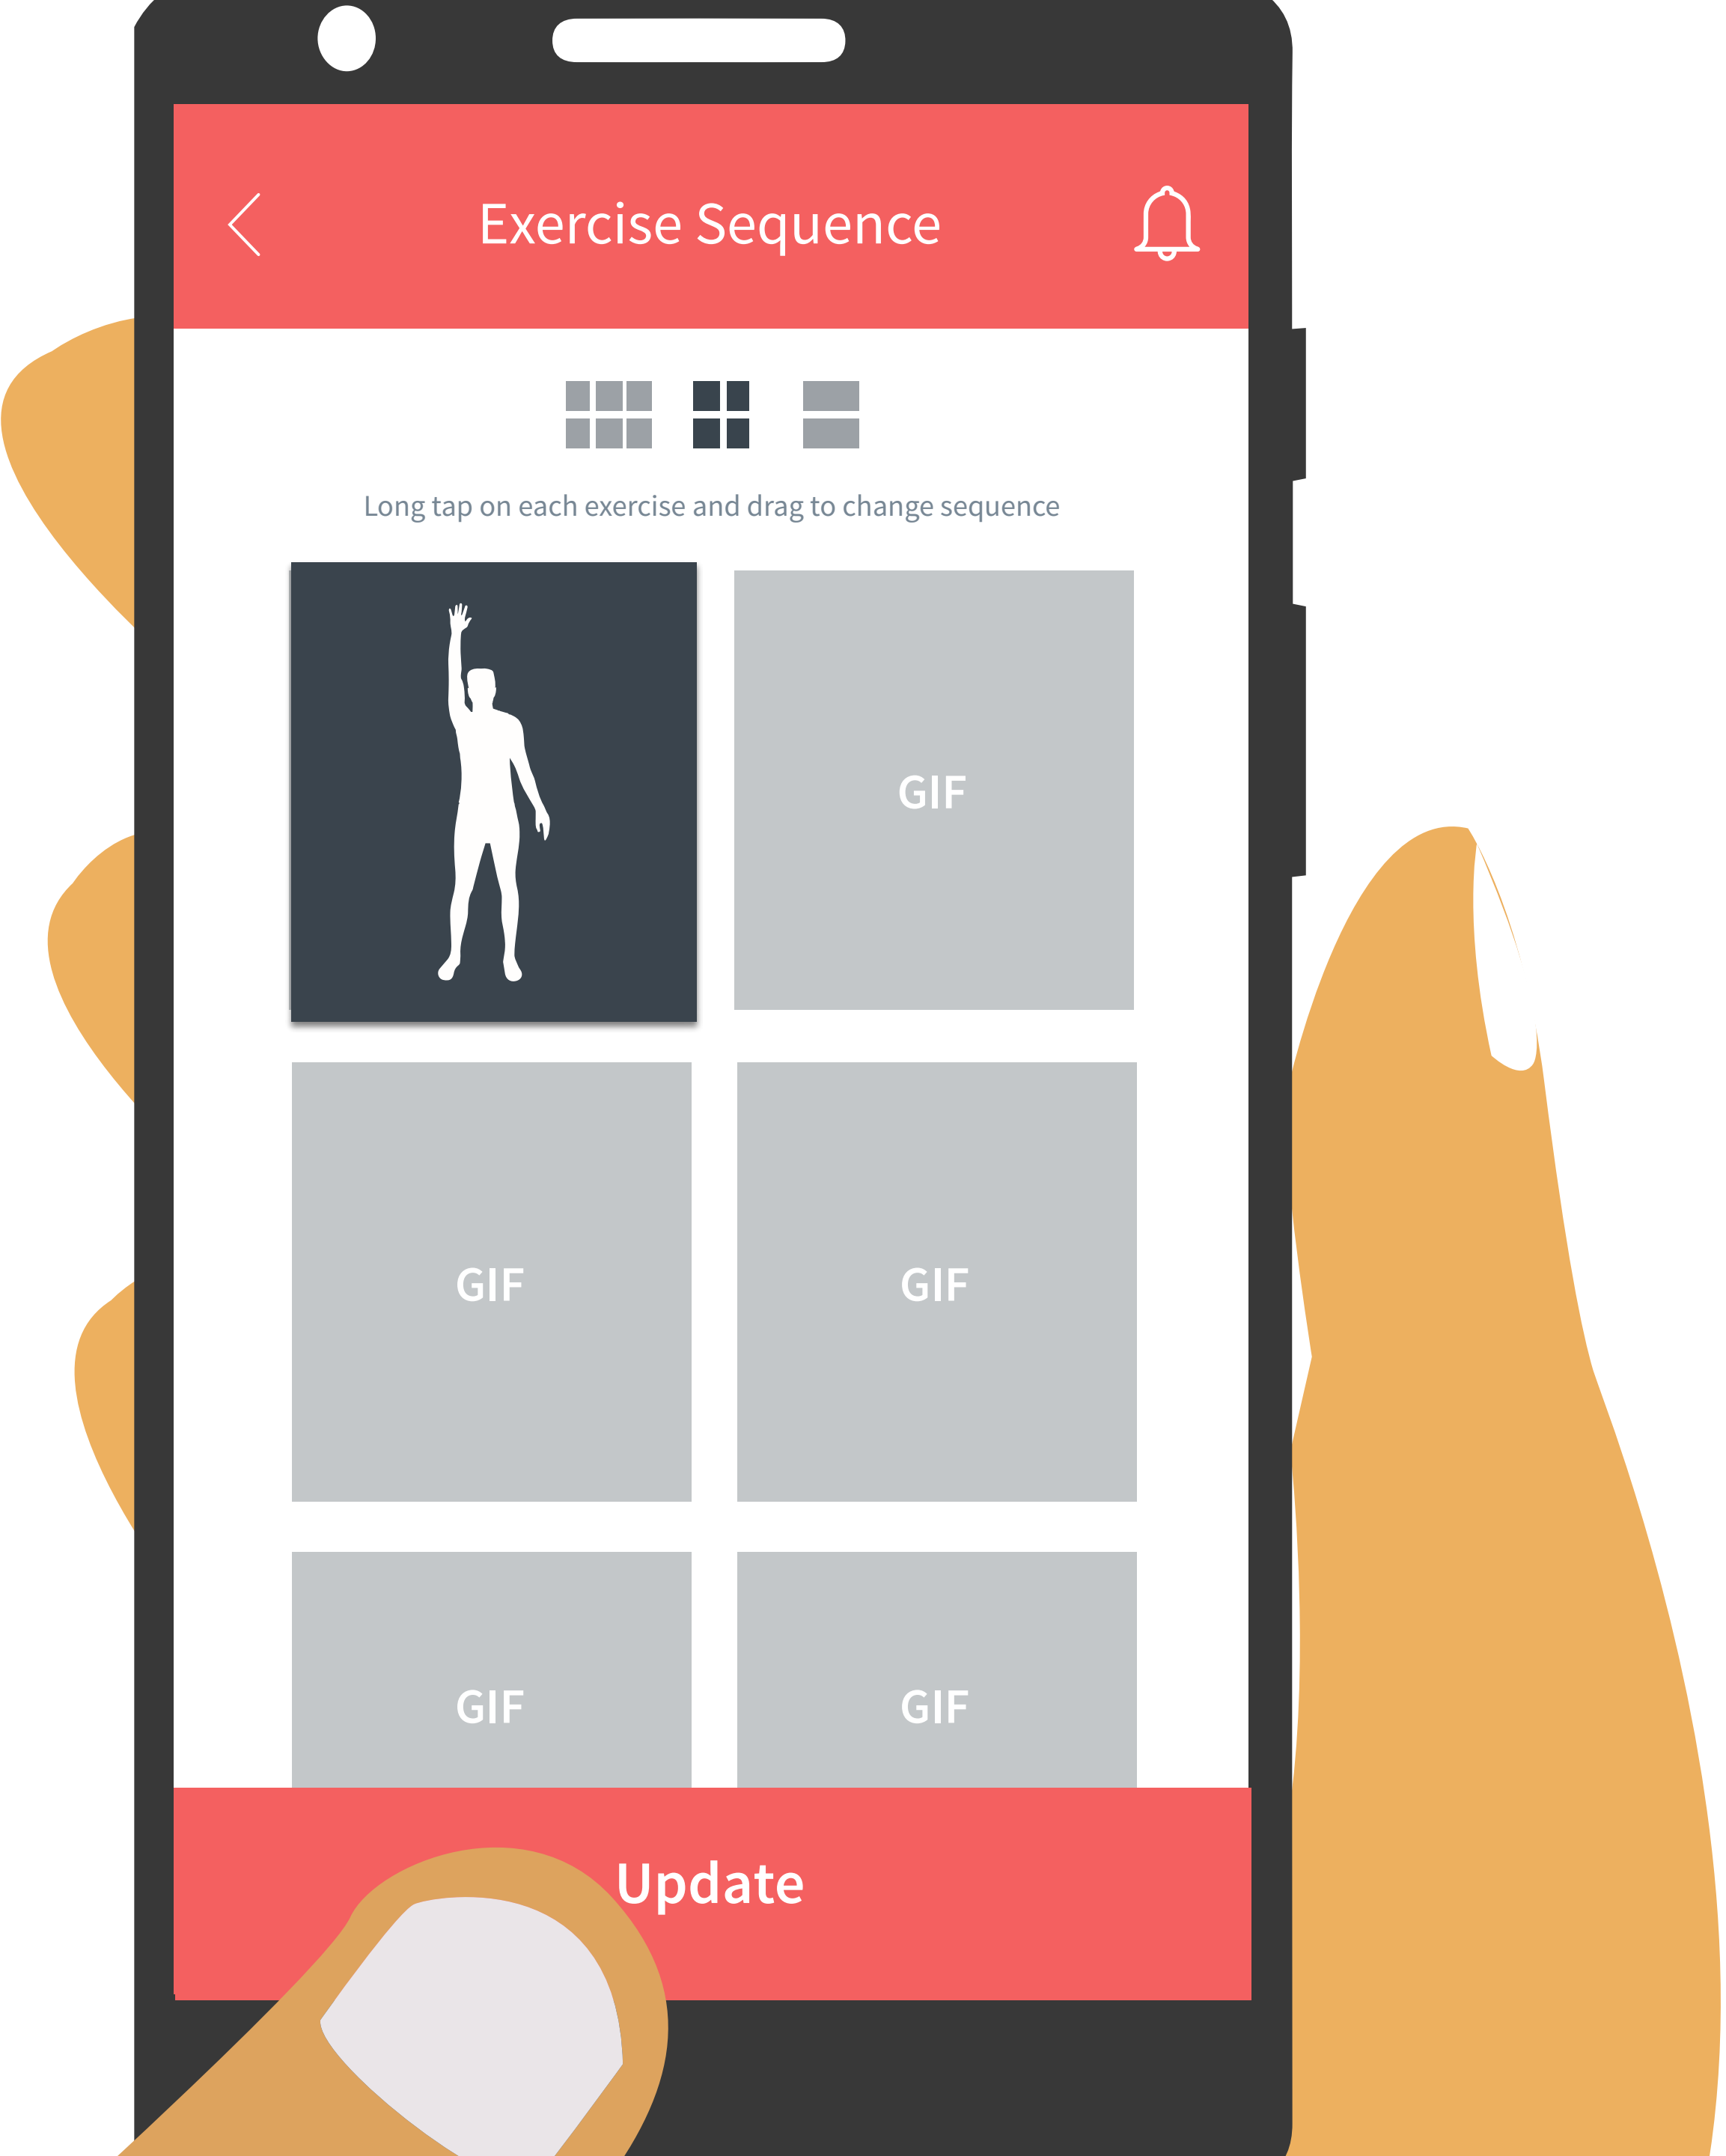 Exercise Sequence
Long tap on each exercise and drag to change sequence
GIF
GIF
GIF
GIF
GIF
Update